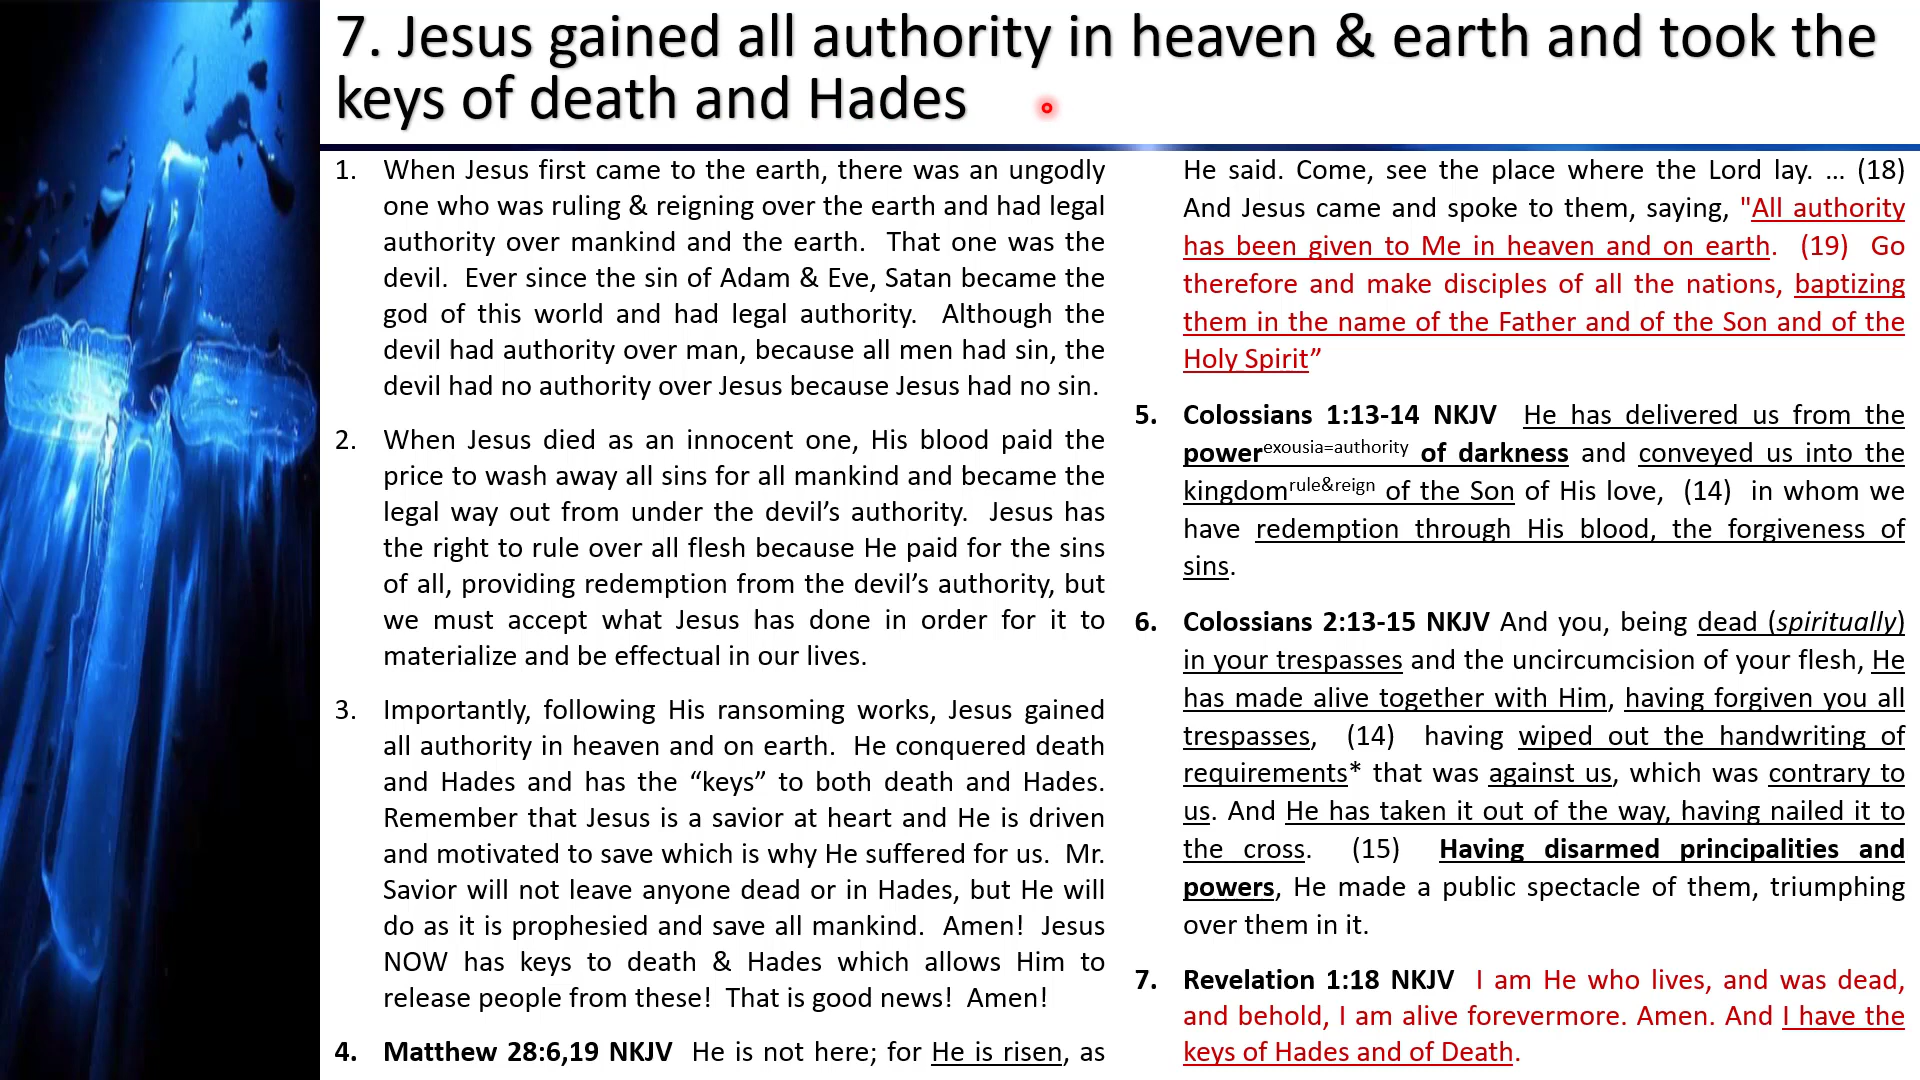 7. Jesus gained all authority in heaven & earth and took the
keys of death and Hades
1. When Jesus first came to the earth, there was an ungodly
one who was ruling & reigning over the earth and had legal
authority over mankind and the earth. That one was the
devil. Ever since the sin of Adam & Eve, Satan became the
god of this world and had legal authority. Although the
devil had authority over man, because all men had sin, the
devil had no authority over Jesus because Jesus had no sin.
2. When Jesus died as an innocent one, His blood paid the
price to wash away all sins for all mankind and became the
legal way out from under the devil’s authority. Jesus has
the right to rule over all flesh because He paid for the sins
of all, providing redemption from the devil’s authority, but
we must accept what Jesus has done in order for it to
materialize and be effectual in our lives.
3. Importantly, following His ransoming works, Jesus gained
all authority in heaven and on earth. He conquered death
and Hades and has the “keys” to both death and Hades.
Remember that Jesus is a savior at heart and He is driven
and motivated to save which is why He suffered for us. Mr.
Savior will not leave anyone dead or in Hades, but He will
do as it is prophesied and save all mankind. Amen! Jesus
NOW has keys to death & Hades which allows Him to
release people from these! That is good news! Amen!
4. Matthew 28:6,19 NKJV He is not here; for He is risen, as
He said. Come, see the place where the Lord lay. … (18)
And Jesus came and spoke to them, saying, "All authority
has been given to Me in heaven and on earth. (19) Go
therefore and make disciples of all the nations, baptizing
them in the name of the Father and of the Son and of the
Holy Spirit”
5. Colossians 1:13-14 NKJV He has delivered us from the
power exousia=authority of darkness and conveyed us into the
kingdom rule&reign of the Son of His love, (14) in whom we
have redemption through His blood, the forgiveness of
sins.
6. Colossians 2:13-15 NKJV And you, being dead (spiritually)
in your trespasses and the uncircumcision of your flesh, He
has made alive together with Him, having forgiven you all
trespasses, (14) having wiped out the handwriting of
requirements* that was against us, which was contrary to
us. And He has taken it out of the way, having nailed it to
the cross. (15) Having disarmed principalities and
powers, He made a public spectacle of them, triumphing
over them in it.
7. Revelation 1:18 NKJV I am He who lives, and was dead,
and behold, I am alive forevermore. Amen. And I have the
keys of Hades and of Death.